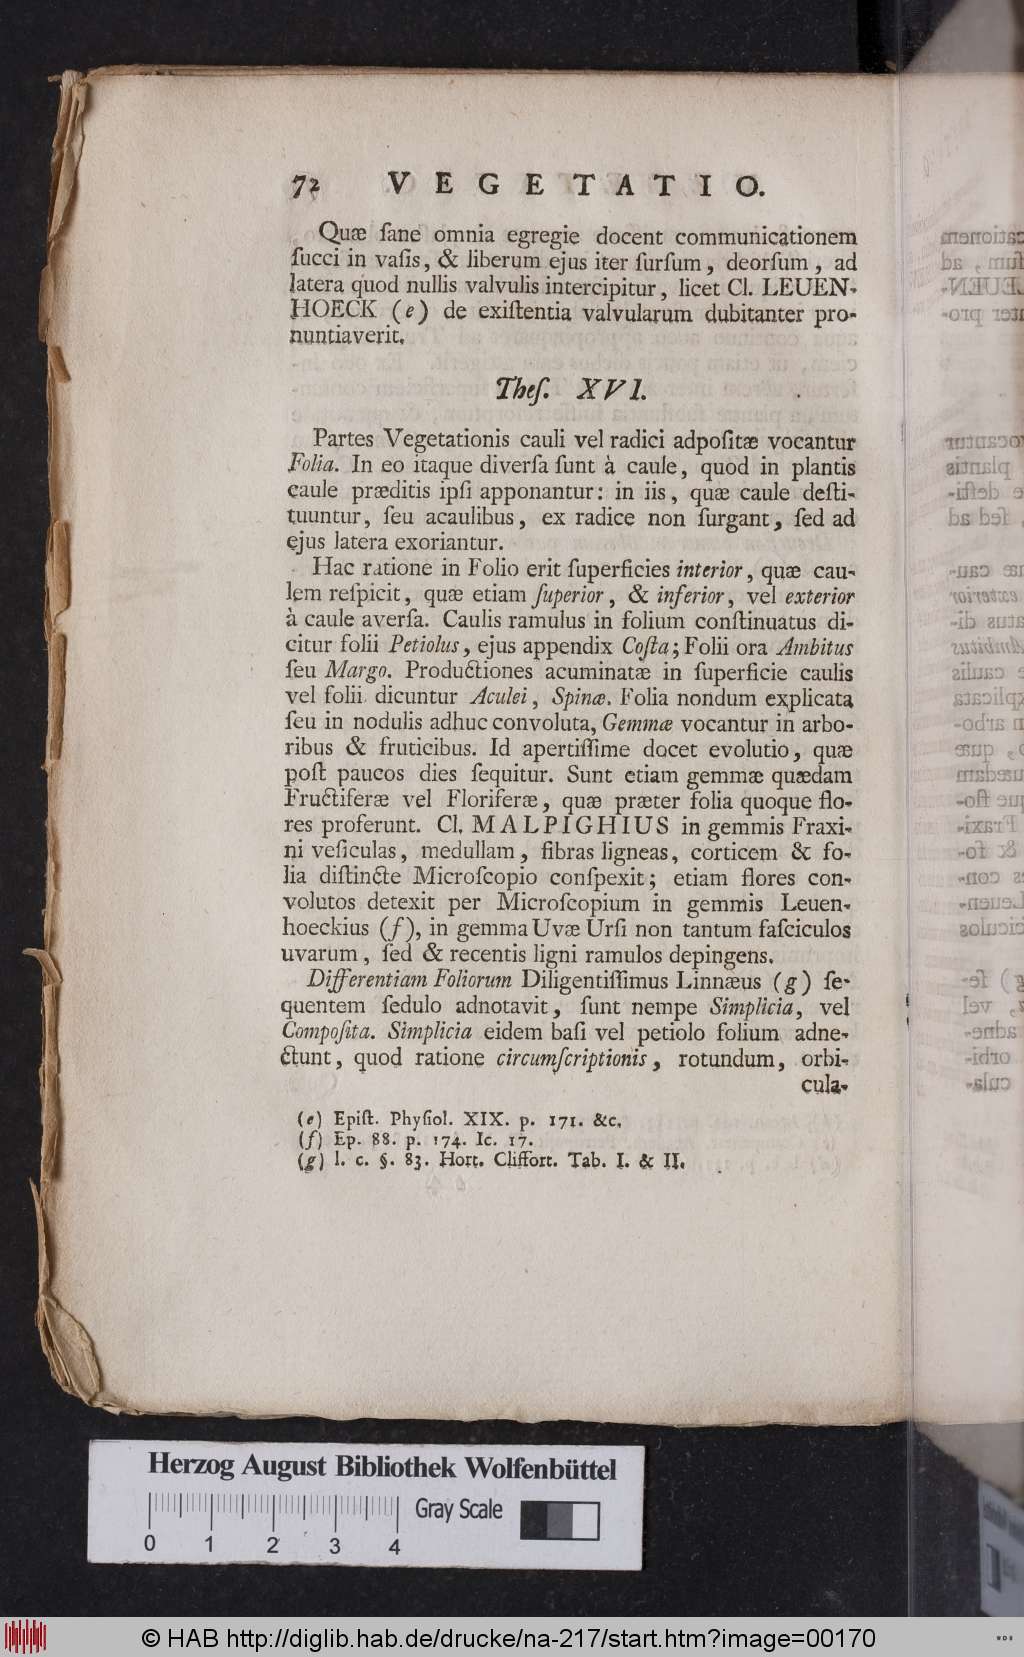 72 VEGETATIO.
Quæ ſane omnia egregie docent communicationem
ſucci in vaſis, & liberum ejus iter ſurſum, deorſum, ad
latera quod nullis valvulis intercipitur, licet Cl. LEUEN-
HOECK (e) de exiſtentia valvularum dubitanter pro-
nuntiaverit.
Theſ. XVI.
Partes Vegetationis cauli vel radici adpoſitæ vocantur
Folia. In eo itaque diverſa ſunt à caule, quod in plantis
caule præditis ipſi apponantur: in iis, quæ caule deſti-
tuuntur, ſeu acaulibus, ex radice non ſurgant, ſed ad
ejus latera exoriantur.
Hac ratione in Folio erit ſuperficies interior, quæ cau-
lem reſpicit, quæ etiam ſuperior, & inferior, vel exterior
à caule averſa. Caulis ramulus in folium conſtinuatus di-
citur folii Petiolus, ejus appendix Coſta; Folii ora Ambitus
ſeu Margo. Productiones acuminatæ in ſuperficie caulis
vel folii dicuntur Aculei, Spinæ. Folia nondum explicata
ſeu in nodulis adhuc convoluta, Gemmæ vocantur in arbo-
ribus & fruticibus. Id apertiſſime docet evolutio, quæ
poſt paucos dies ſequitur. Sunt etiam gemmæ quædam
Fructiferæ vel Floriferæ, quæ præter folia quoque flo-
res proferunt. Cl. MALPIGHIUS in gemmis Fraxi-
ni veſiculas, medullam, fibras ligneas, corticem & fo-
lia diſtincte Microſcopio conſpexit; etiam flores con-
volutos detexit per Microſcopium in gemmis Leuen-
hoeckius (f), in gemma Uvæ Urſi non tantum faſciculos
uvarum, ſed & recentis ligni ramulos depingens.
Differentiam Foliorum Diligentiſſimus Linnæus (g) ſe-
quentem ſedulo adnotavit, ſunt nempe Simplicia, vel
Compoſita. Simplicia eidem baſi vel petiolo folium adne-
ctunt, quod ratione circumſcriptionis, rotundum, orbi-
cula-
(e) Epiſt. Phyſiol. XIX. p. 171. &c.
(f) Ep. 88. p. 174. Ic. 17.
(g) l. c. §. 83. Hort. Cliffort. Tab. I. & II.
Herzog August Bibliothek Wolfenbüttel
Gray Scale
0 1 2 3 4
© HAB http://diglib.hab.de/drucke/na-217/start.htm?image=00170